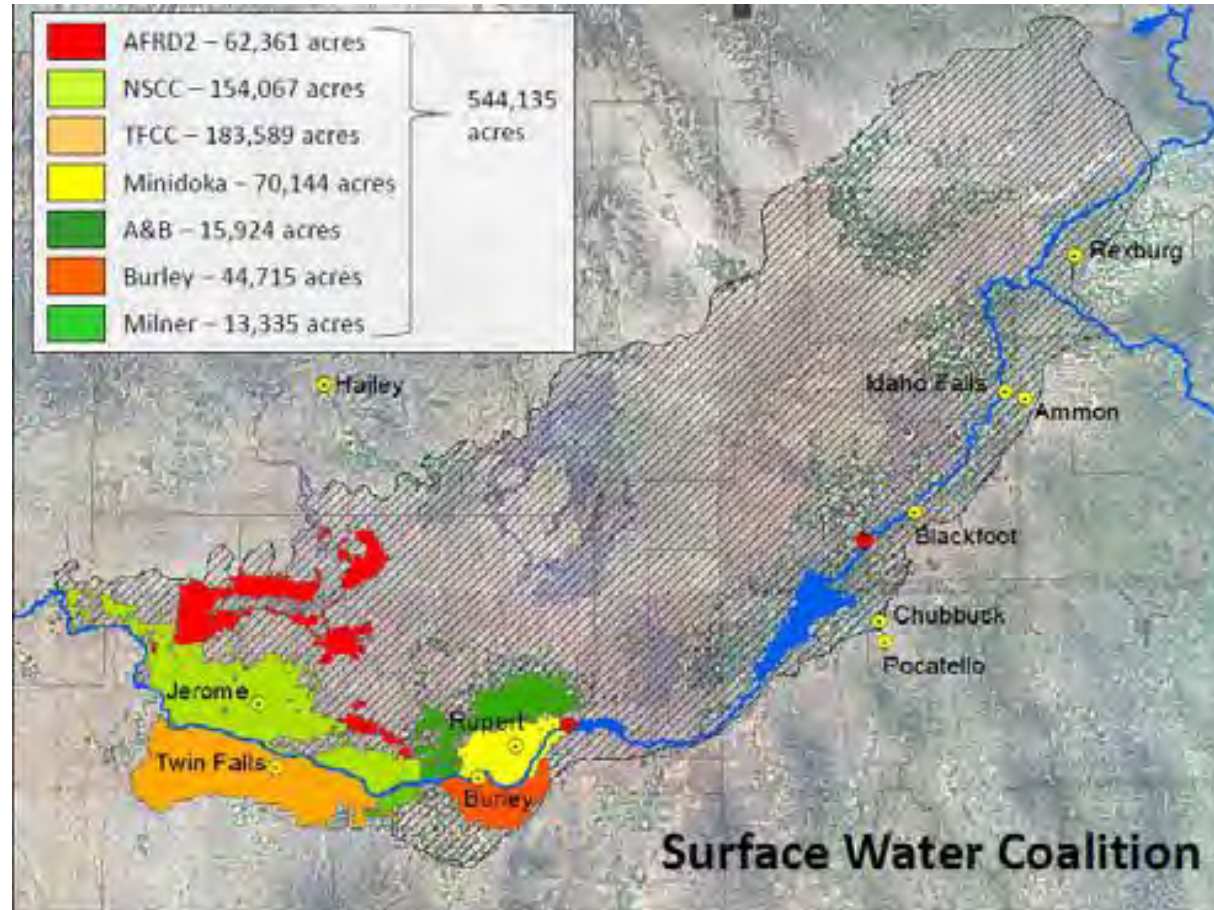 AFRD2 – 62,361 acres
NSCC – 154,067 acres
TFCC – 183,589 acres
Minidoka – 70,144 acres
A&B – 15,924 acres
Burley – 44,715 acres
Milner – 13,335 acres
544,135
acres
Rexburg
Hailey
Idaho Falls
Ammon
Blackfoot
Chubbuck
Pocatello
Jerome
Rupert
Twin Falls
Burley
Surface Water Coalition